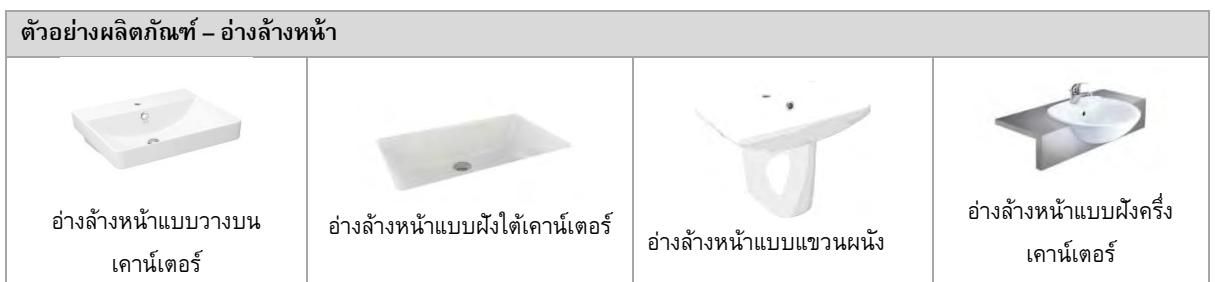 ตัวอย่างผลิตภัณฑ์ – อ่างล้างหน้า
อ่างล้างหน้าแบบวางบน
เคาน์เตอร์
อ่างล้างหน้าแบบฝังใต้เคาน์เตอร์
อ่างล้างหน้าแบบแขวนผนัง
อ่างล้างหน้าแบบฝังครึ่ง
เคาน์เตอร์